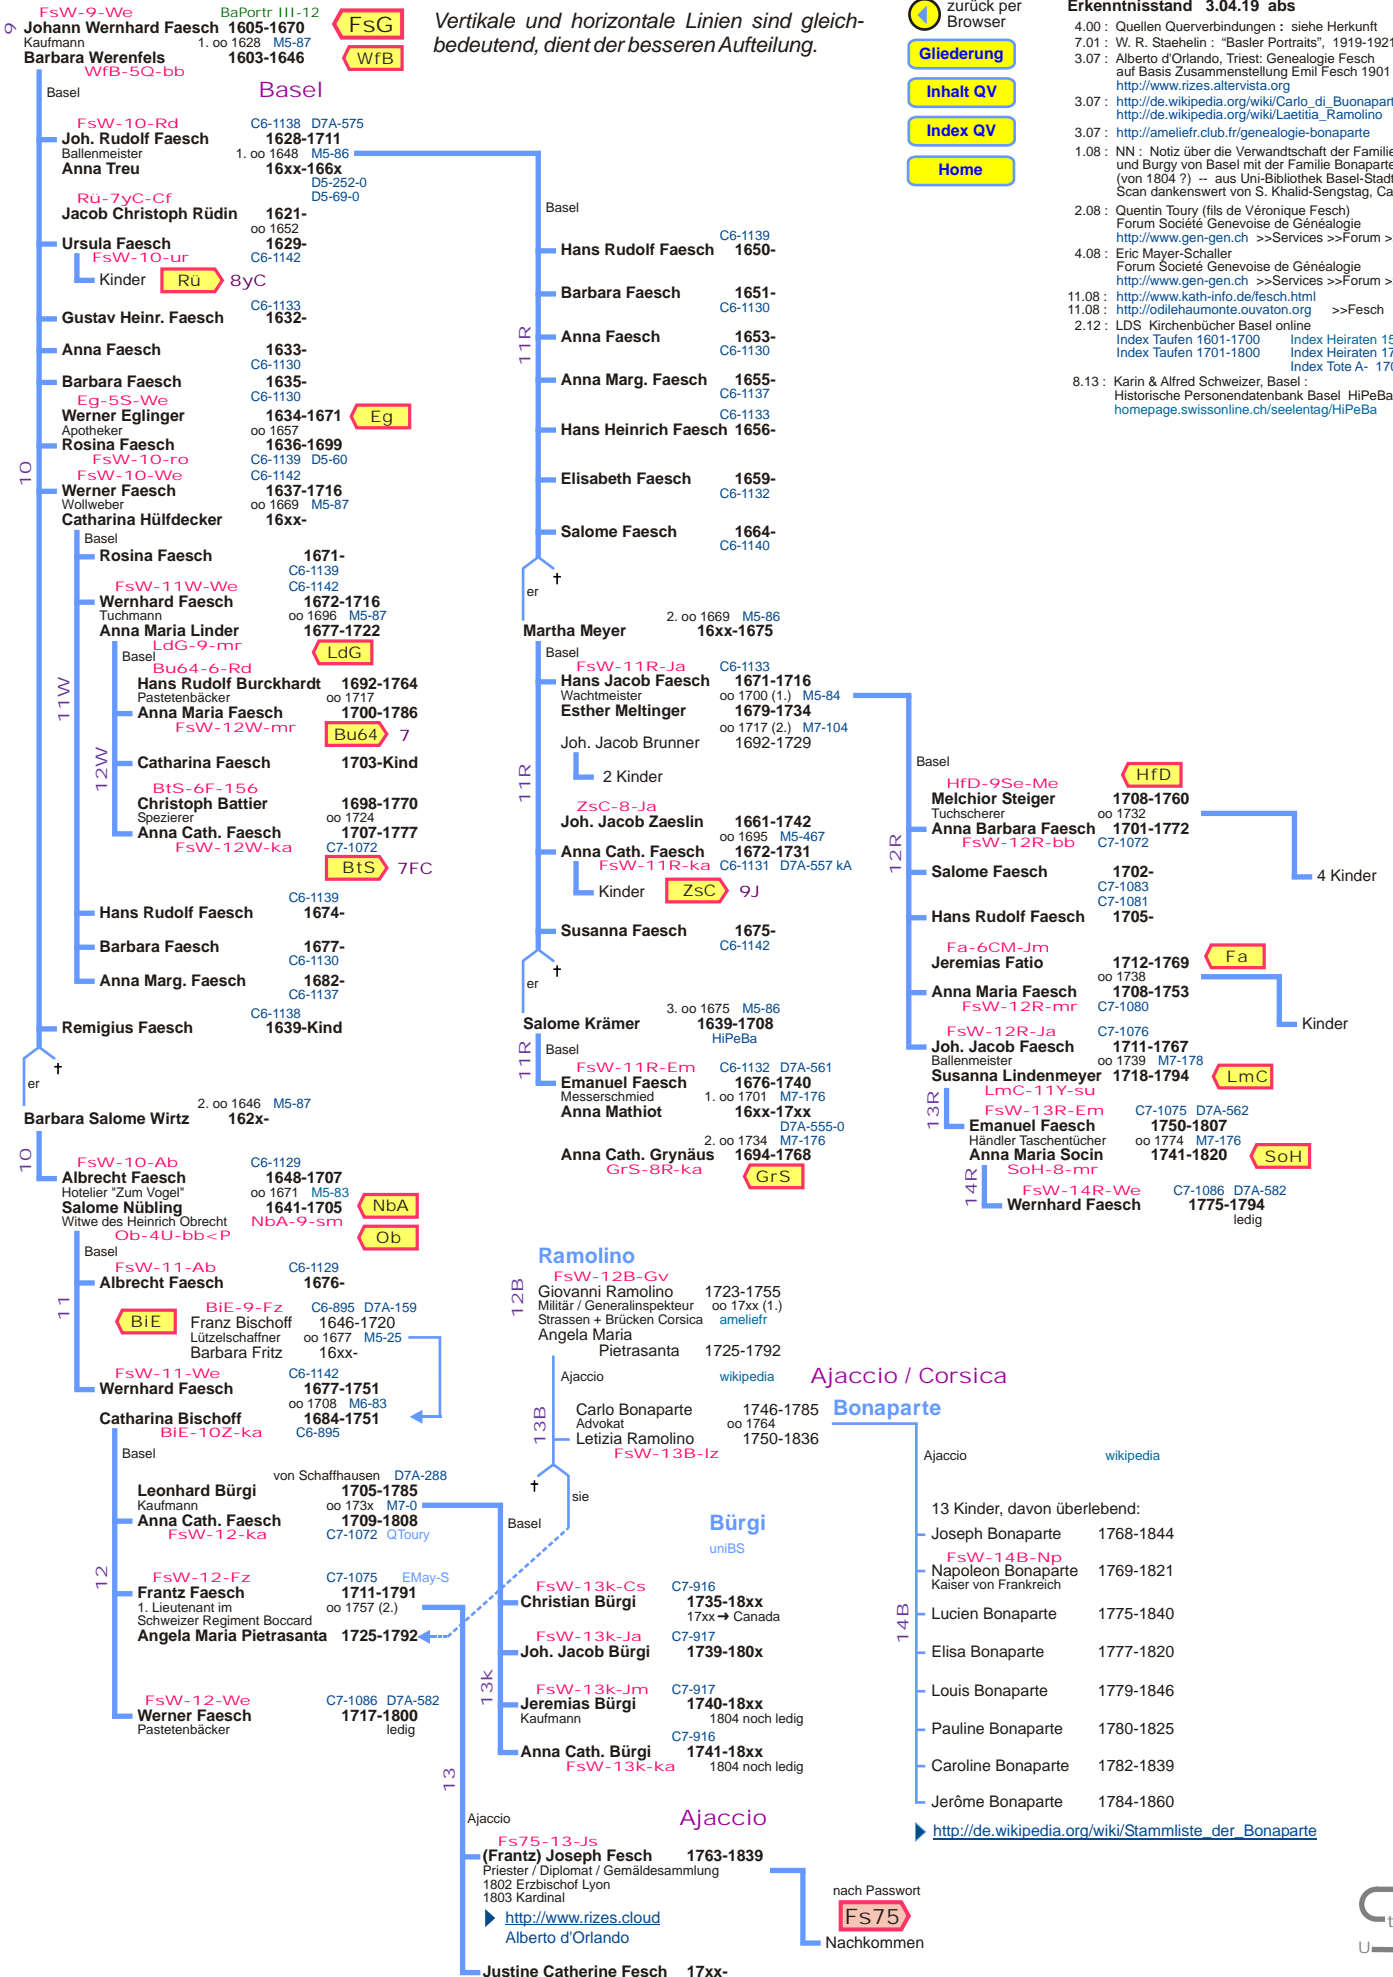 FsW-9-We
BaPortr III-12
9
Johann Wernhard Faesch 1605-1670
FsG
Kaufmann
1. oo 1628 M5-87
Barbara Werenfels 1603-1646
WfB
WfB-5Q-bb
Vertikale und horizontale Linien sind gleich-
bedeutend, dient der besseren Aufteilung.
zurück per
Browser
Gliederung
Inhalt QV
Index QV
Home
Erkenntnisstand 3.04.19 abs
4.00 : Quellen Querverbindungen : siehe Herkunft
7.01 : W. R. Staehelin : "Basler Portraits", 1919-1921
3.07 : Alberto d'Orlando, Triest: Genealogie Fesch
auf Basis Zusammenstellung Emil Fesch 1901
http://www.rizes.altervista.org
3.07 : http://de.wikipedia.org/wiki/Carlo_di_Buonapart
http://de.wikipedia.org/wiki/Laetitia_Ramolino
3.07 : http://ameliefr.club.fr/genealogie-bonaparte
1.08 : NN : Notiz über die Verwandtschaft der Familie
und Burgy von Basel mit der Familie Bonaparte
(von 1804 ?) -- aus Uni-Bibliothek Basel-Stadt
Scan dankenswert von S. Khalid-Sengstag, Ca
2.08 : Quentin Toury (fils de Véronique Fesch)
Forum Société Genevoise de Généalogie
http://www.gen-gen.ch >>Services >>Forum >
4.08 : Eric Mayer-Schaller
Forum Societé Genevoise de Généalogie
http://www.gen-gen.ch >>Services >>Forum >
11.08 : http://www.kath-info.de/fesch.html
11.08 : http://odilehaumonte.ouvaton.org >>Fesch
2.12 : LDS Kirchenbücher Basel online
Index Taufen 1601-1700 Index Heiraten 15
Index Taufen 1701-1800 Index Heiraten 17
Index Tote A- 170
8.13 : Karin & Alfred Schweizer, Basel :
Historische Personendatenbank Basel HiPeBa
homepage.swissonline.ch/seelentag/HiPeBa
Basel
Basel
10
FsW-10-Rd C6-1138 D7A-575
Joh. Rudolf Faesch 1628-1711
Ballenmeister 1. oo 1648 M5-86
Anna Treu 16xx-166x
D5-252-0
D5-69-0
Rü-7yC-Cf
Jacob Christoph Rüdin 1621-
oo 1652
Ursula Faesch 1629-
FsW-10-ur C6-1142
Kinder Rü 8yC
C6-1133
Gustav Heinr. Faesch 1632-
Anna Faesch 1633-
C6-1130
Barbara Faesch 1635-
C6-1130
Eg-5S-We
Werner Eglinger 1634-1671 Eg
Apotheker oo 1657
Rosina Faesch 1636-1699
FsW-10-ro C6-1139 D5-60
FsW-10-We C6-1142
Werner Faesch 1637-1716
Wollweber oo 1669 M5-87
Catharina Hülfdecker 16xx-
Basel
11W
Rosina Faesch 1671-
C6-1139
FsW-11W-We C6-1142
Wernhard Faesch 1672-1716
Tuchmann oo 1696 M5-87
Anna Maria Linder 1677-1722
LdG-9-mr LdG
Basel
12W
Bu64-6-Rd
Hans Rudolf Burckhardt 1692-1764
Pastetenbäcker oo 1717
Anna Maria Faesch 1700-1786
FsW-12W-mr Bu64 7
Catharina Faesch 1703-Kind
BtS-6F-156
Christoph Battier 1698-1770
Spezierer oo 1724
Anna Cath. Faesch 1707-1777
FsW-12W-ka C7-1072
BtS 7FC
C6-1139
Hans Rudolf Faesch 1674-
Barbara Faesch 1677-
C6-1130
Anna Marg. Faesch 1682-
C6-1137
C6-1138
Remigius Faesch 1639-Kind
†
er
2. oo 1646 M5-87
Barbara Salome Wirtz 162x-
10
FsW-10-Ab C6-1129
Albrecht Faesch 1648-1707
Hotelier "Zum Vogel" oo 1671 M5-83
Salome Nübling 1641-1705 NbA
Witwe des Heinrich Obrecht NbA-9-sm
Ob-4U-bb<P Ob
Basel
11
FsW-11-Ab C6-1129
Albrecht Faesch 1676-
BiE
BiE-9-Fz C6-895 D7A-159
Franz Bischoff 1646-1720
Lützelschaffner oo 1677 M5-25
Barbara Fritz 16xx-
FsW-11-We C6-1142
Wernhard Faesch 1677-1751
oo 1708 M6-83
Catharina Bischoff 1684-1751
BiE-10Z-ka C6-895
Basel
12
von Schaffhausen D7A-288
Leonhard Bürgi 1705-1785
Kaufmann oo 173x M7-0
Anna Cath. Faesch 1709-1808
FsW-12-ka C7-1072 QToury
FsW-12-Fz C7-1075 EMay-S
Frantz Faesch 1711-1791
1. Lieutenant im oo 1757 (2.)
Schweizer Regiment Boccard
Angela Maria Pietrasanta 1725-1792
FsW-12-We C7-1086 D7A-582
Werner Faesch 1717-1800
Pastetenbäcker ledig
Basel
11R
C6-1139
Hans Rudolf Faesch 1650-
Barbara Faesch 1651-
C6-1130
Anna Faesch 1653-
C6-1130
Anna Marg. Faesch 1655-
C6-1137
C6-1133
Hans Heinrich Faesch 1656-
Elisabeth Faesch 1659-
C6-1132
Salome Faesch 1664-
C6-1140
†
er
2. oo 1669 M5-86
Martha Meyer 16xx-1675
Basel
11R
FsW-11R-Ja C6-1133
Hans Jacob Faesch 1671-1716
Wachtmeister oo 1700 (1.) M5-84
Esther Meltinger 1679-1734
oo 1717 (2.) M7-104
Joh. Jacob Brunner 1692-1729
2 Kinder
ZsC-8-Ja
Joh. Jacob Zaeslin 1661-1742
oo 1695 M5-467
Anna Cath. Faesch 1672-1731
FsW-11R-ka C6-1131 D7A-557 kA
Kinder ZsC 9J
Susanna Faesch 1675-
C6-1142
†
er
3. oo 1675 M5-86
Salome Krämer 1639-1708
HiPeBa
Basel
11R
FsW-11R-Em C6-1132 D7A-561
Emanuel Faesch 1676-1740
Messerschmied 1. oo 1701 M7-176
Anna Mathiot 16xx-17xx
D7A-555-0
2. oo 1734 M7-176
Anna Cath. Grynäus 1694-1768
GrS-8R-ka GrS
Basel
12R
HfD-9Se-Me HfD
Melchior Steiger 1708-1760
Tuchscherer oo 1732
Anna Barbara Faesch 1701-1772
FsW-12R-bb C7-1072
4 Kinder
Salome Faesch 1702-
C7-1083
C7-1081
Hans Rudolf Faesch 1705-
Fa-6CM-Jm Fa
Jeremias Fatio 1712-1769
oo 1738
Anna Maria Faesch 1708-1753
FsW-12R-mr C7-1080
Kinder
FsW-12R-Ja C7-1076
Joh. Jacob Faesch 1711-1767
Ballenmeister oo 1739 M7-178
Susanna Lindenmeyer 1718-1794 LmC
LmC-11Y-su
13R
FsW-13R-Em C7-1075 D7A-562
Emanuel Faesch 1750-1807
Händler Taschentücher oo 1774 M7-176
Anna Maria Socin 1741-1820 SoH
SoH-8-mr
14R
FsW-14R-We C7-1086 D7A-582
Wernhard Faesch 1775-1794
ledig
Ramolino
12B
FsW-12B-Gv
Giovanni Ramolino 1723-1755
Militär / Generalinspekteur oo 17xx (1.)
Strassen + Brücken Corsica ameliefr
Angela Maria
Pietrasanta 1725-1792
Ajaccio wikipedia
Ajaccio / Corsica
13B
Carlo Bonaparte 1746-1785
Advokat oo 1764
Letizia Ramolino 1750-1836
FsW-13B-lz
†
sie
Bonaparte
Ajaccio wikipedia
14B
13 Kinder, davon überlebend:
Joseph Bonaparte 1768-1844
FsW-14B-Np
Napoleon Bonaparte 1769-1821
Kaiser von Frankreich
Lucien Bonaparte 1775-1840
Elisa Bonaparte 1777-1820
Louis Bonaparte 1779-1846
Pauline Bonaparte 1780-1825
Caroline Bonaparte 1782-1839
Jerôme Bonaparte 1784-1860
http://de.wikipedia.org/wiki/Stammliste_der_Bonaparte
Basel
Bürgi
uniBS
13k
FsW-13k-Cs C7-916
Christian Bürgi 1735-18xx
17xx → Canada
FsW-13k-Ja C7-917
Joh. Jacob Bürgi 1739-180x
FsW-13k-Jm C7-917
Jeremias Bürgi 1740-18xx
Kaufmann 1804 noch ledig
C7-916
Anna Cath. Bürgi 1741-18xx
FsW-13k-ka 1804 noch ledig
13
Ajaccio
Ajaccio
Fs75-13-Js
(Frantz) Joseph Fesch 1763-1839
Priester / Diplomat / Gemäldesammlung
1802 Erzbischof Lyon
1803 Kardinal
http://www.rizes.cloud
Alberto d'Orlando
nach Passwort
Fs75
Nachkommen
Justine Catherine Fesch 17xx-
t
U